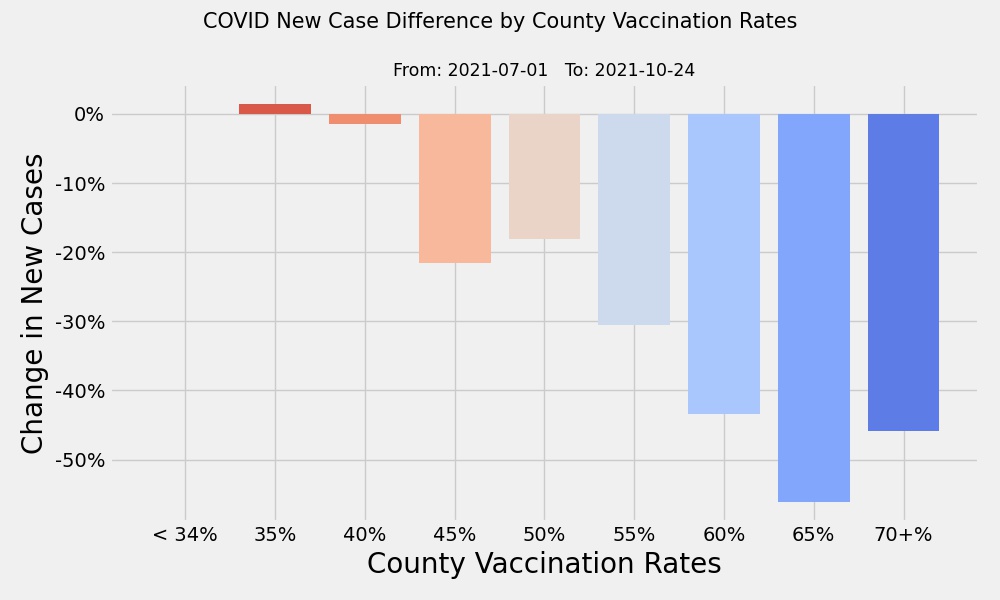 COVID New Case Difference by County Vaccination Rates
From: 2021-07-01   To: 2021-10-24
Change in New Cases
0%
-10%
-20%
-30%
-40%
-50%
< 34%   35%   40%   45%   50%   55%   60%   65%   70+%
County Vaccination Rates